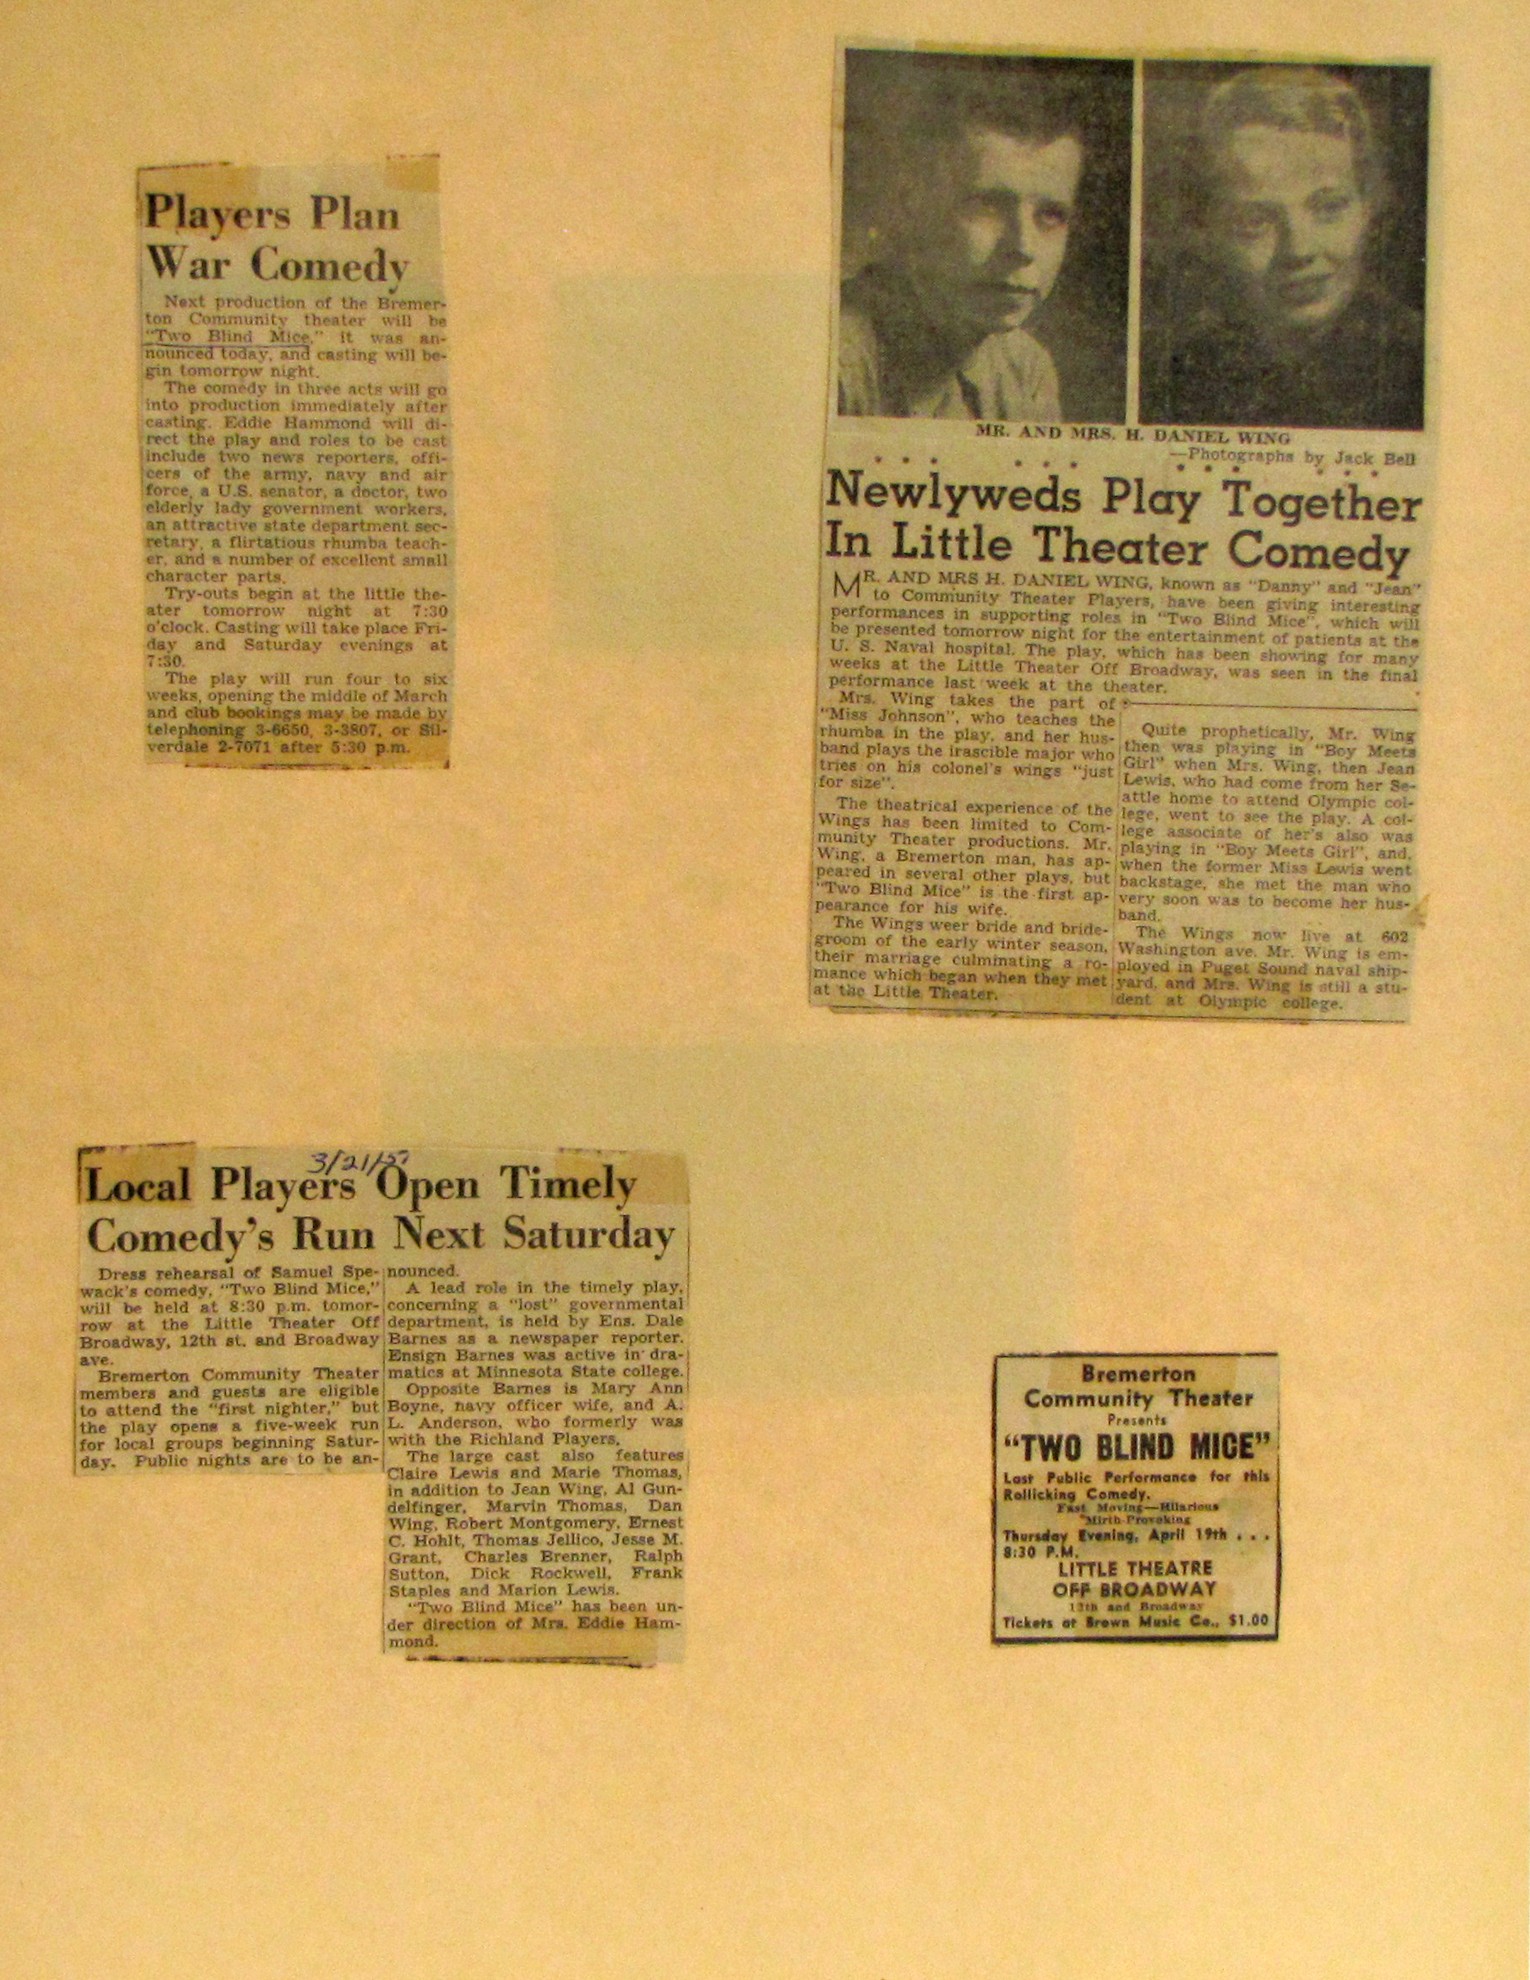 Players Plan
War Comedy
Next production of the Bremer-
ton Community theater will be
"Two Blind Mice," it was an-
nounced today, and casting will be-
gin tomorrow night.
The comedy in three acts will go
into production immediately after
casting. Eddie Hammond will di-
rect the play and roles to be cast
include two news reporters, offi-
cers of the army, navy and air
force, a U.S. senator, a doctor, two
elderly lady government workers,
an attractive state department sec-
retary, a flirtatious rhumba teach-
er, and a number of excellent small
character parts.
Try-outs begin at the little the-
ater tomorrow night at 7:30
o'clock. Casting will take place Fri-
day and Saturday evenings at
7:30.
The play will run four to six
weeks, opening the middle of March
and club bookings may be made by
telephoning 3-6650, 3-3807, or Sil-
verdale 2-7071 after 5:30 p.m.
MR. AND MRS. H. DANIEL WING
—Photographs by Jack Bell
Newlyweds Play Together
In Little Theater Comedy
MR. AND MRS H. DANIEL WING, known as "Danny" and "Jean"
to Community Theater Players, have been giving interesting
performances in supporting roles in "Two Blind Mice", which will
be presented tomorrow night for the entertainment of patients at the
U. S. Naval hospital. The play, which has been showing for many
weeks at the Little Theater Off Broadway, was seen in the final
performance last week at the theater.
Mrs. Wing takes the part of
"Miss Johnson", who teaches the
rhumba in the play, and her hus-
band plays the irascible major who
tries on his colonel's wings "just
for size".
The theatrical experience of the
Wings has been limited to Com-
munity Theater productions. Mr.
Wing, a Bremerton man, has ap-
peared in several other plays, but
"Two Blind Mice" is the first ap-
pearance for his wife.
The Wings weer bride and bride-
groom of the early winter season,
their marriage culminating a ro-
mance which began when they met
at the Little Theater.
Quite prophetically, Mr. Wing
then was playing in "Boy Meets
Girl" when Mrs. Wing, then Jean
Lewis, who had come from her Se-
attle home to attend Olympic col-
lege, went to see the play. A col-
lege associate of her's also was
playing in "Boy Meets Girl", and,
when the former Miss Lewis went
backstage, she met the man who
very soon was to become her hus-
band.
The Wings now live at 602
Washington ave. Mr. Wing is em-
ployed in Puget Sound naval ship-
yard, and Mrs. Wing is still a stu-
dent at Olympic college.
3/21/51
Local Players Open Timely
Comedy's Run Next Saturday
Dress rehearsal of Samuel Spe-
wack's comedy, "Two Blind Mice,"
will be held at 8:30 p.m. tomor-
row at the Little Theater Off
Broadway, 12th st. and Broadway
ave.
Bremerton Community Theater
members and guests are eligible
to attend the "first nighter," but
the play opens a five-week run
for local groups beginning Satur-
day. Public nights are to be an-
nounced.
A lead role in the timely play,
concerning a "lost" governmental
department, is held by Ens. Dale
Barnes as a newspaper reporter.
Ensign Barnes was active in dra-
matics at Minnesota State college.
Opposite Barnes is Mary Ann
Boyne, navy officer wife, and A.
L. Anderson, who formerly was
with the Richland Players.
The large cast also features
Claire Lewis and Marie Thomas,
in addition to Jean Wing, Al Gun-
delfinger, Marvin Thomas, Dan
Wing, Robert Montgomery, Ernest
C. Hohlt, Thomas Jellico, Jesse M.
Grant, Charles Brenner, Ralph
Sutton, Dick Rockwell, Frank
Staples and Marion Lewis.
"Two Blind Mice" has been un-
der direction of Mrs. Eddie Ham-
mond.
Bremerton
Community Theater
Presents
"TWO BLIND MICE"
Last Public Performance for this
Rollicking Comedy.
Fast Moving—Hilarious
Mirth-Provoking
Thursday Evening, April 19th . . .
8:30 P.M.
LITTLE THEATRE
OFF BROADWAY
12th and Broadway
Tickets at Brown Music Co., $1.00